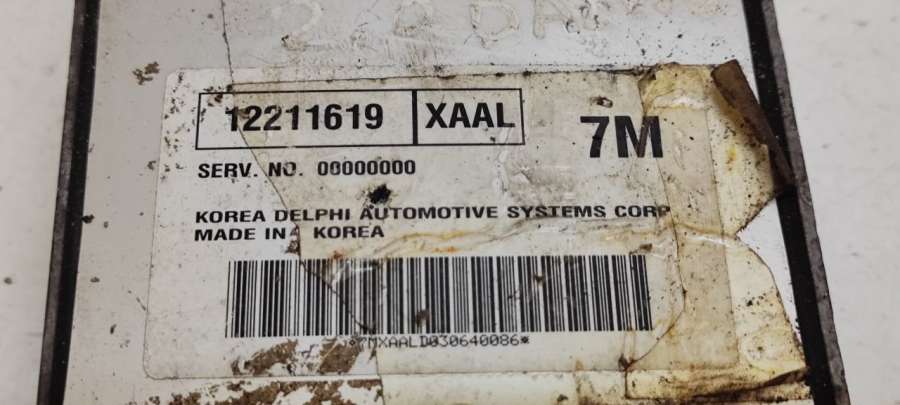 12211619 XAAL 7M
SERV. NO. 00000000
KOREA DELPHI AUTOMOTIVE SYSTEMS CORP
MADE IN KOREA
*7MXAALD030640086*